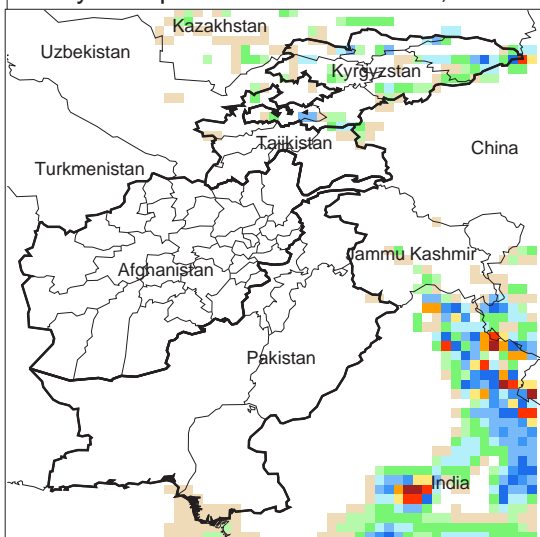 Kazakhstan
Uzbekistan
Kyrgyzstan
Tajikistan
China
Turkmenistan
Jammu Kashmir
Afghanistan
Pakistan
India